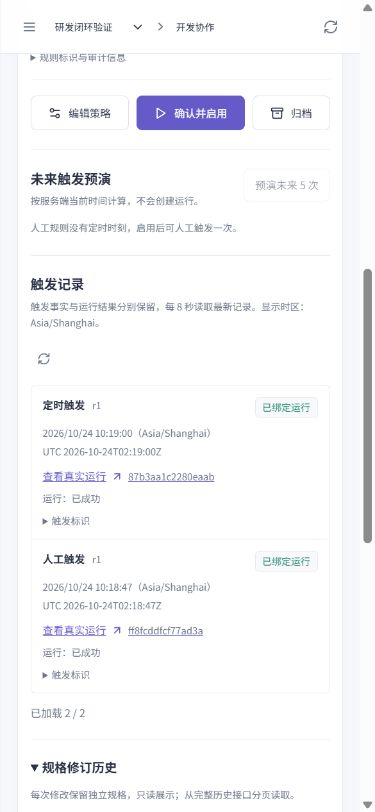 研发闭环验证 开发协作
规则标识与审计信息
编辑策略 确认并启用 归档
未来触发预演
预演未来 5 次
按服务端当前时间计算，不会创建运行。
人工规则没有定时时刻，启用后可人工触发一次。
触发记录
触发事实与运行结果分别保留，每 8 秒读取最新记录。显示时区：
Asia/Shanghai。
定时触发 r1 已绑定运行
2026/10/24 10:19:00（Asia/Shanghai）
UTC 2026-10-24T02:19:00Z
查看真实运行 87b3aa1c2280eaab
运行：已成功
触发标识
人工触发 r1 已绑定运行
2026/10/24 10:18:47（Asia/Shanghai）
UTC 2026-10-24T02:18:47Z
查看真实运行 ff8fcddfcf77ad3a
运行：已成功
触发标识
已加载 2 / 2
规格修订历史
每次修改保留独立规格，只读展示；从完整历史接口分页读取。